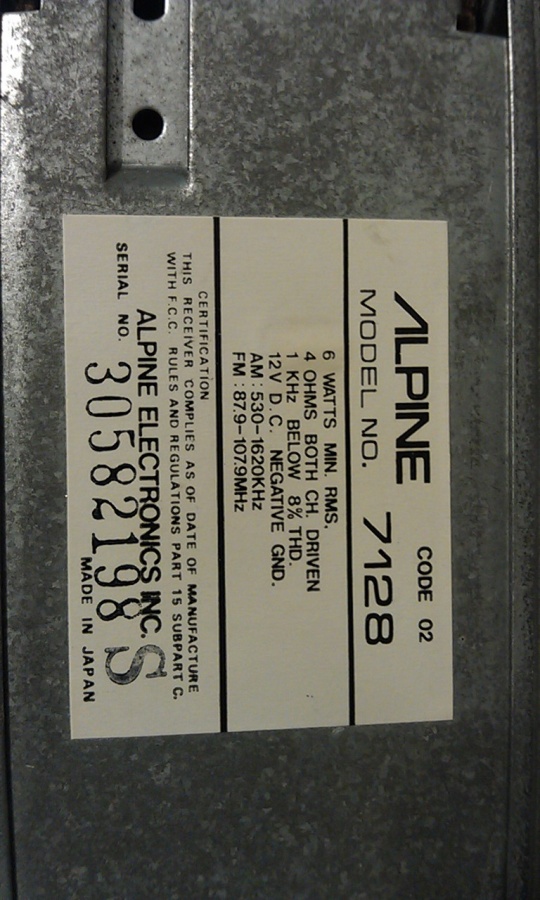 ALPINE CODE 02
MODEL NO. 7128
6 WATTS MIN. RMS.
4 OHMS BOTH CH. DRIVEN
1 KHz BELOW 8% THD.
12V D.C. NEGATIVE GND.
AM : 530-1620KHz
FM : 87.9-107.9MHz
CERTIFICATION
THIS RECEIVER COMPLIES AS OF DATE OF MANUFACTURE
WITH F.C.C. RULES AND REGULATIONS PART 15 SUBPART C.
ALPINE ELECTRONICS INC. S
SERIAL NO. 30582198
MADE IN JAPAN